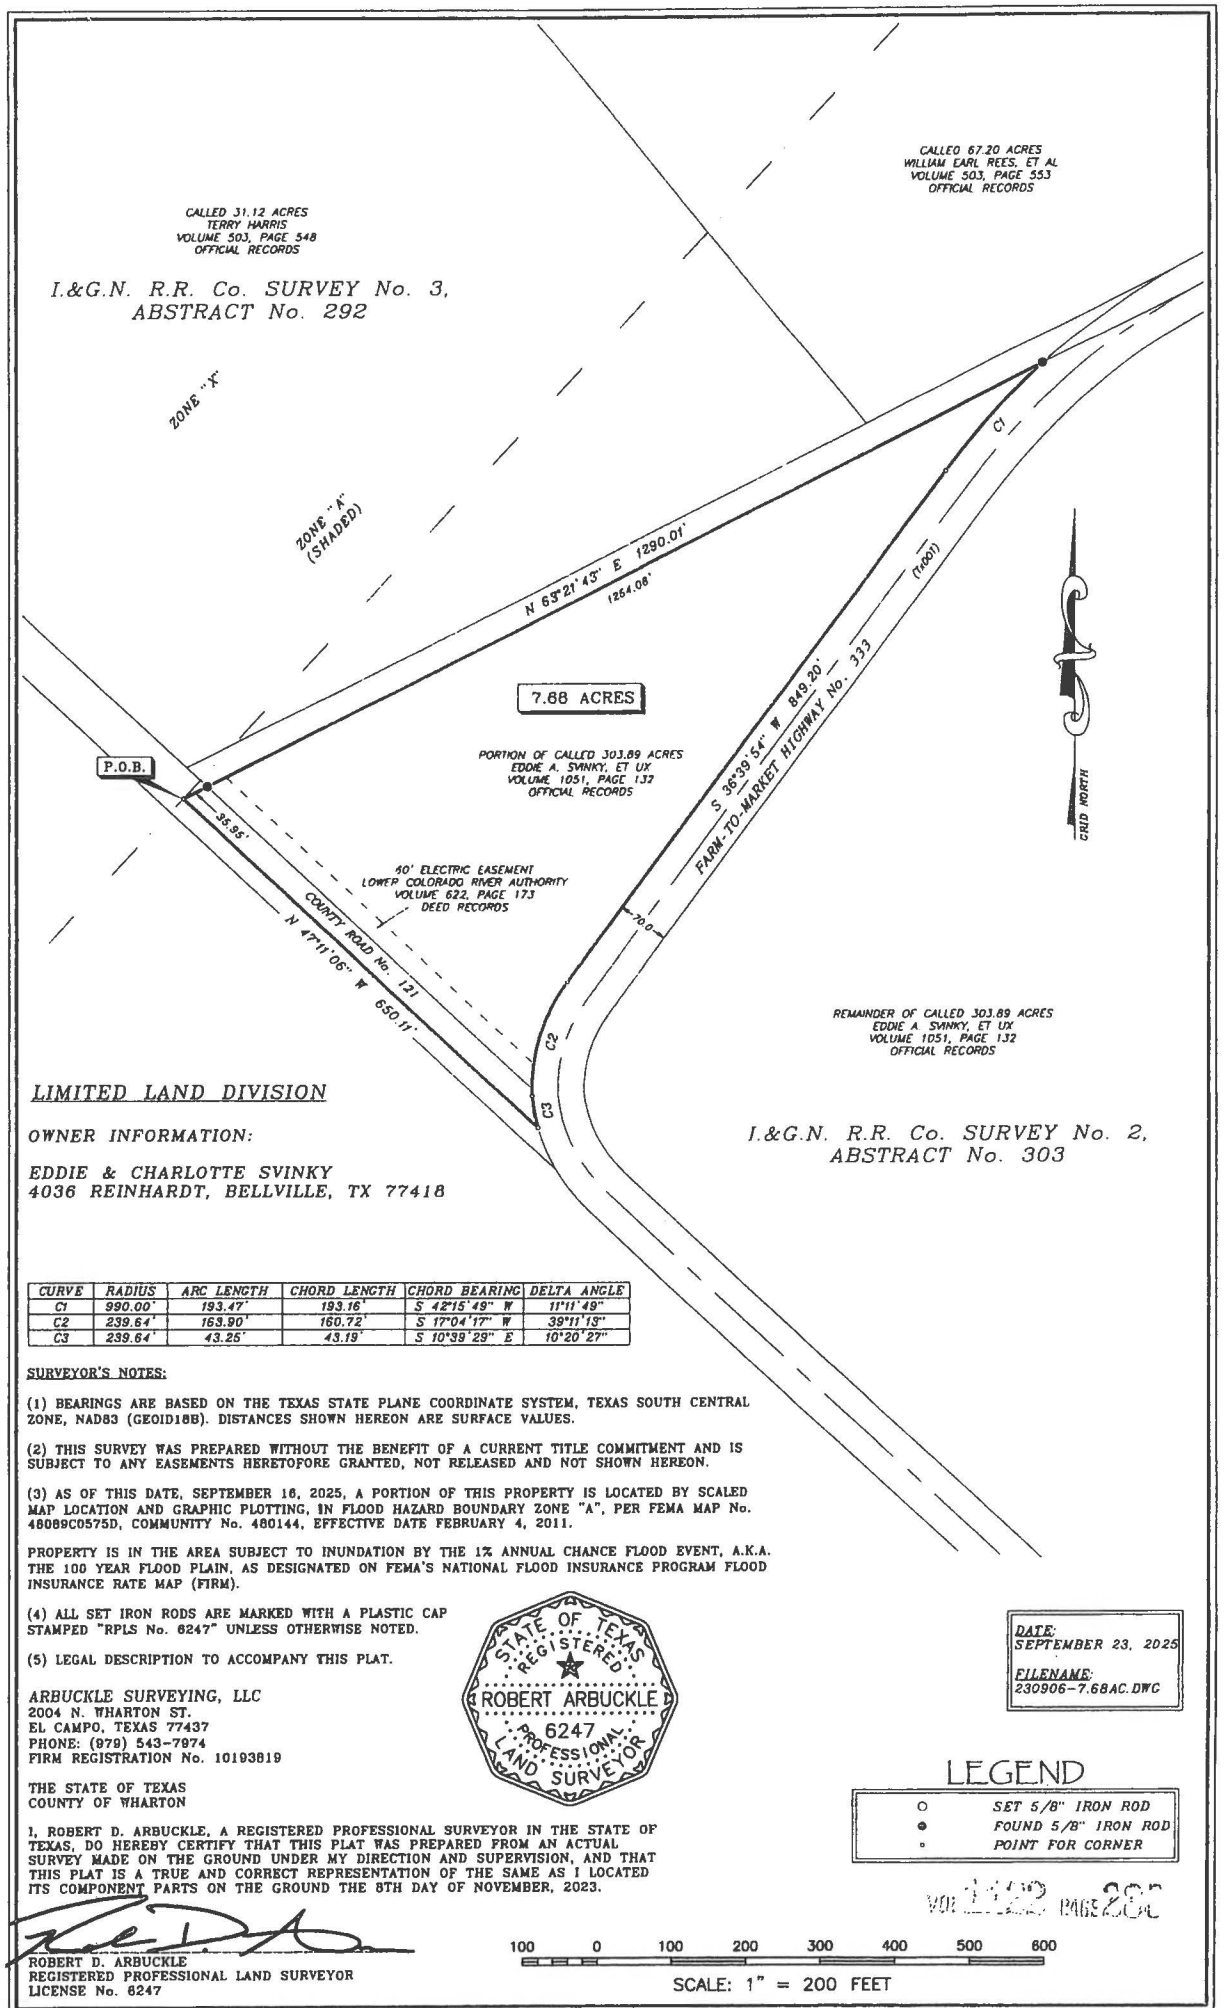 CALLED 67.20 ACRES
WILLIAM EARL REES, ET AL
VOLUME 503, PAGE 553
OFFICIAL RECORDS
CALLED 31.12 ACRES
TERRY HARRIS
VOLUME 503, PAGE 548
OFFICIAL RECORDS
I.&G.N. R.R. Co. SURVEY No. 3,
ABSTRACT No. 292
ZONE "X"
ZONE "A"
(SHADED)
C1
(TxDOT)
N 63°21'43" E 1290.01'
1254.06'
7.68 ACRES
S 36°39'54" W 849.20'
FARM-TO-MARKET HIGHWAY No. 333
GRID NORTH
PORTION OF CALLED 303.89 ACRES
EDDIE A. SVINKY, ET UX
VOLUME 1051, PAGE 132
OFFICIAL RECORDS
P.O.B.
35.95'
ELECTRIC EASEMENT
LOWER COLORADO RIVER AUTHORITY
VOLUME 622, PAGE 173
DEED RECORDS
COUNTY ROAD No. 121
N 47°11'06" W 650.11'
70.0
C2
C3
REMAINDER OF CALLED 303.89 ACRES
EDDIE A. SVINKY, ET UX
VOLUME 1051, PAGE 132
OFFICIAL RECORDS
I.&G.N. R.R. Co. SURVEY No. 2,
ABSTRACT No. 303
LIMITED LAND DIVISION
OWNER INFORMATION:
EDDIE & CHARLOTTE SVINKY
4036 REINHARDT, BELLVILLE, TX 77418
CURVE RADIUS ARC LENGTH CHORD LENGTH CHORD BEARING DELTA ANGLE
C1 990.00' 193.47' 193.16' S 42°15'49" W 11°11'49"
C2 239.64' 163.90' 160.72' S 17°04'17" W 39°11'13"
C3 239.64' 43.25' 43.19' S 10°39'29" E 10°20'27"
SURVEYOR'S NOTES:
(1) BEARINGS ARE BASED ON THE TEXAS STATE PLANE COORDINATE SYSTEM, TEXAS SOUTH CENTRAL
ZONE, NAD83 (GEOID18B). DISTANCES SHOWN HEREON ARE SURFACE VALUES.
(2) THIS SURVEY WAS PREPARED WITHOUT THE BENEFIT OF A CURRENT TITLE COMMITMENT AND IS
SUBJECT TO ANY EASEMENTS HERETOFORE GRANTED, NOT RELEASED AND NOT SHOWN HEREON.
(3) AS OF THIS DATE, SEPTEMBER 16, 2025, A PORTION OF THIS PROPERTY IS LOCATED BY SCALED
MAP LOCATION AND GRAPHIC PLOTTING, IN FLOOD HAZARD BOUNDARY ZONE "A", PER FEMA MAP No.
48089C0575D, COMMUNITY No. 480144, EFFECTIVE DATE FEBRUARY 4, 2011.
PROPERTY IS IN THE AREA SUBJECT TO INUNDATION BY THE 1% ANNUAL CHANCE FLOOD EVENT, A.K.A.
THE 100 YEAR FLOOD PLAIN, AS DESIGNATED ON FEMA'S NATIONAL FLOOD INSURANCE PROGRAM FLOOD
INSURANCE RATE MAP (FIRM).
(4) ALL SET IRON RODS ARE MARKED WITH A PLASTIC CAP
STAMPED "RPLS No. 6247" UNLESS OTHERWISE NOTED.
(5) LEGAL DESCRIPTION TO ACCOMPANY THIS PLAT.
ARBUCKLE SURVEYING, LLC
2004 N. WHARTON ST.
EL CAMPO, TEXAS 77437
PHONE: (979) 543-7974
FIRM REGISTRATION No. 10193819
THE STATE OF TEXAS
COUNTY OF WHARTON
I, ROBERT D. ARBUCKLE, A REGISTERED PROFESSIONAL SURVEYOR IN THE STATE OF
TEXAS, DO HEREBY CERTIFY THAT THIS PLAT WAS PREPARED FROM AN ACTUAL
SURVEY MADE ON THE GROUND UNDER MY DIRECTION AND SUPERVISION, AND THAT
THIS PLAT IS A TRUE AND CORRECT REPRESENTATION OF THE SAME AS I LOCATED
ITS COMPONENT PARTS ON THE GROUND THE 8TH DAY OF NOVEMBER, 2023.
ROBERT D. ARBUCKLE
REGISTERED PROFESSIONAL LAND SURVEYOR
LICENSE No. 6247
STATE OF TEXAS
REGISTERED
ROBERT ARBUCKLE
6247
PROFESSIONAL
LAND SURVEYOR
DATE:
SEPTEMBER 23, 2025
FILENAME:
230906-7.68AC.DWG
LEGEND
SET 5/8" IRON ROD
FOUND 5/8" IRON ROD
POINT FOR CORNER
VOL PAGE
100 0 100 200 300 400 500 600
SCALE: 1" = 200 FEET